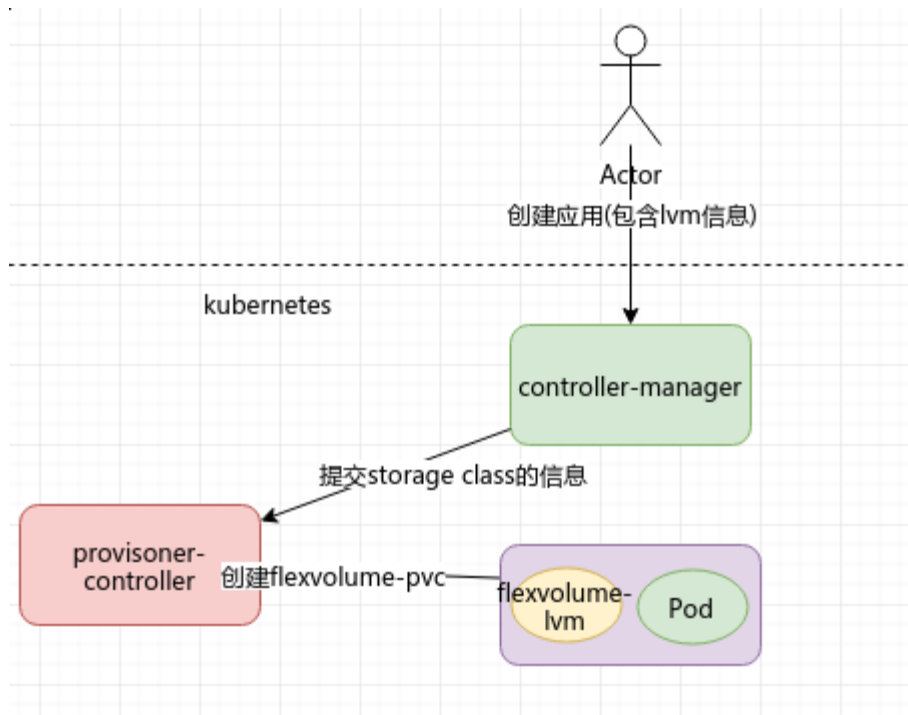 Actor
创建应用(包含lvm信息)
kubernetes
controller-manager
提交storage class的信息
provisoner-
controller
创建flexvolume-pvc
flexvolume-
lvm
Pod